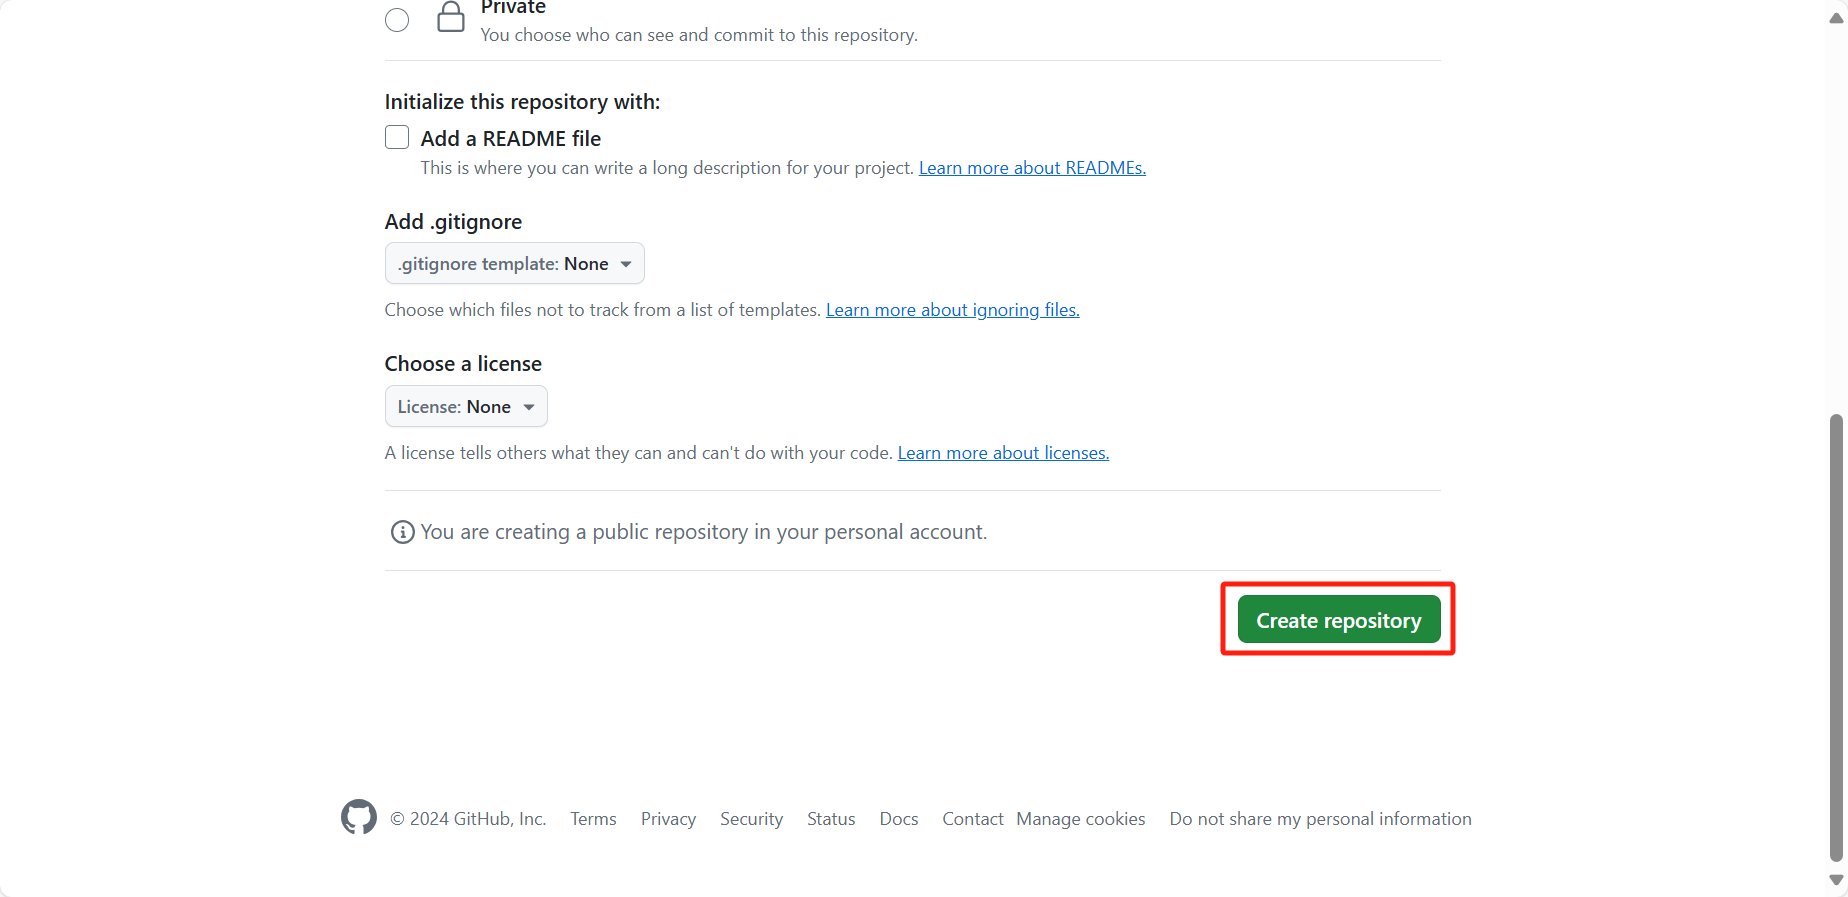 Private
You choose who can see and commit to this repository.
Initialize this repository with:
Add a README file
This is where you can write a long description for your project. Learn more about READMEs.
Add .gitignore
.gitignore template: None
Choose which files not to track from a list of templates. Learn more about ignoring files.
Choose a license
License: None
A license tells others what they can and can't do with your code. Learn more about licenses.
You are creating a public repository in your personal account.
Create repository
© 2024 GitHub, Inc. Terms Privacy Security Status Docs Contact Manage cookies Do not share my personal information